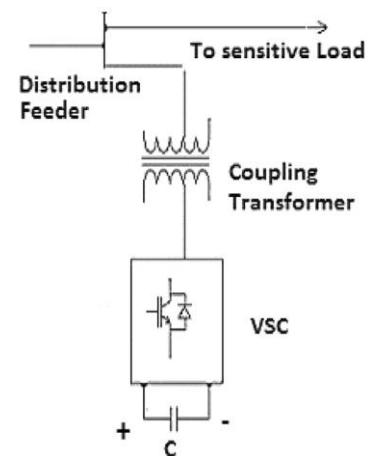 To sensitive Load
Distribution
Feeder
Coupling
Transformer
VSC
+
-
C